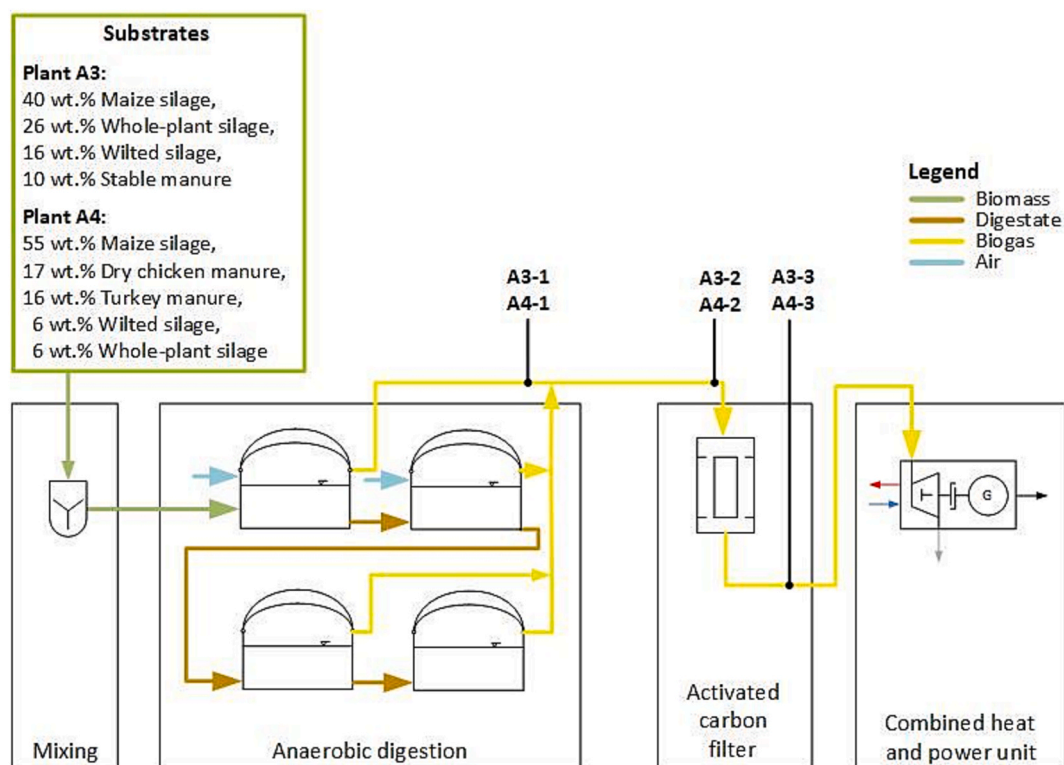 Substrates
Plant A3:
40 wt.% Maize silage,
26 wt.% Whole-plant silage,
16 wt.% Wilted silage,
10 wt.% Stable manure
Plant A4:
55 wt.% Maize silage,
17 wt.% Dry chicken manure,
16 wt.% Turkey manure,
6 wt.% Wilted silage,
6 wt.% Whole-plant silage
Legend
Biomass
Digestate
Biogas
Air
A3-1
A4-1
A3-2
A4-2
A3-3
A4-3
T
G
Mixing
Anaerobic digestion
Activated
carbon
filter
Combined heat
and power unit